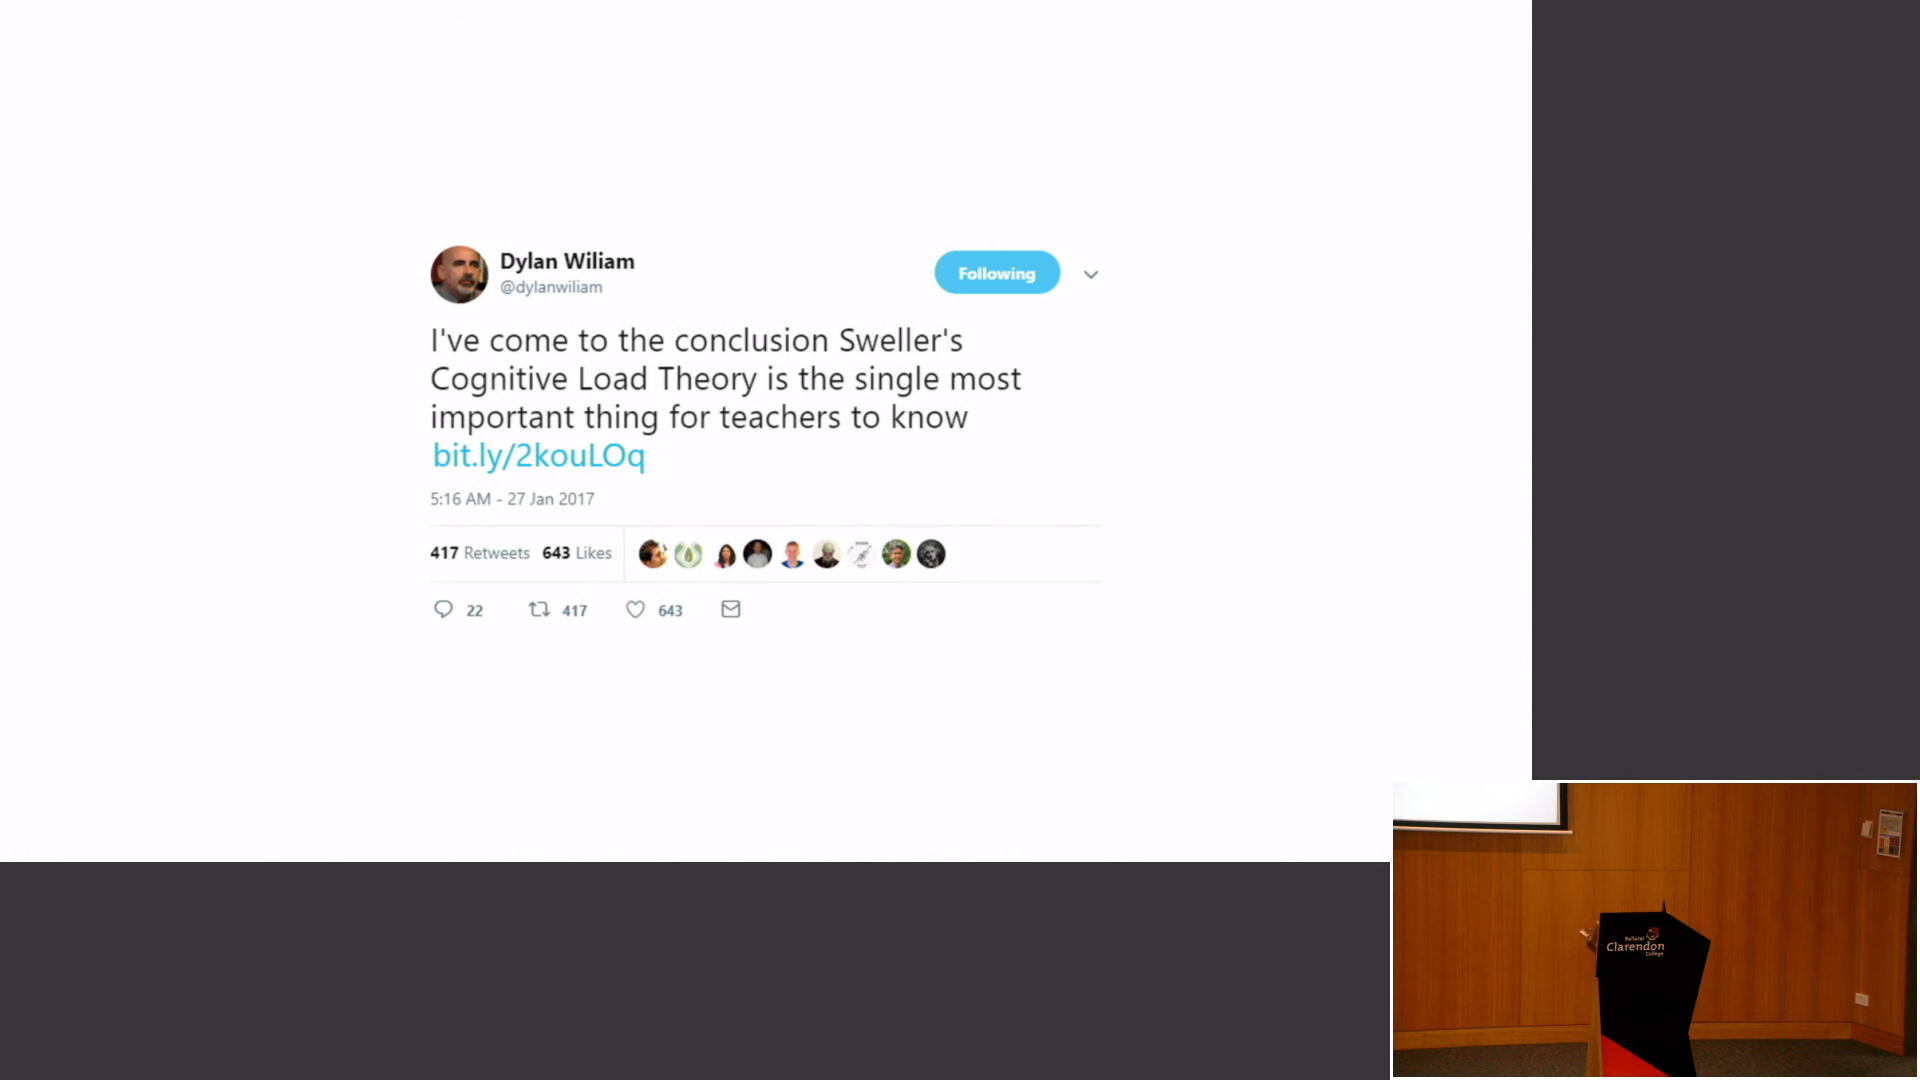 Dylan Wiliam
@dylanwiliam
Following
I've come to the conclusion Sweller's
Cognitive Load Theory is the single most
important thing for teachers to know
bit.ly/2kouLOq
5:16 AM - 27 Jan 2017
417 Retweets 643 Likes
22 417 643
Ballarat
Clarendon
College